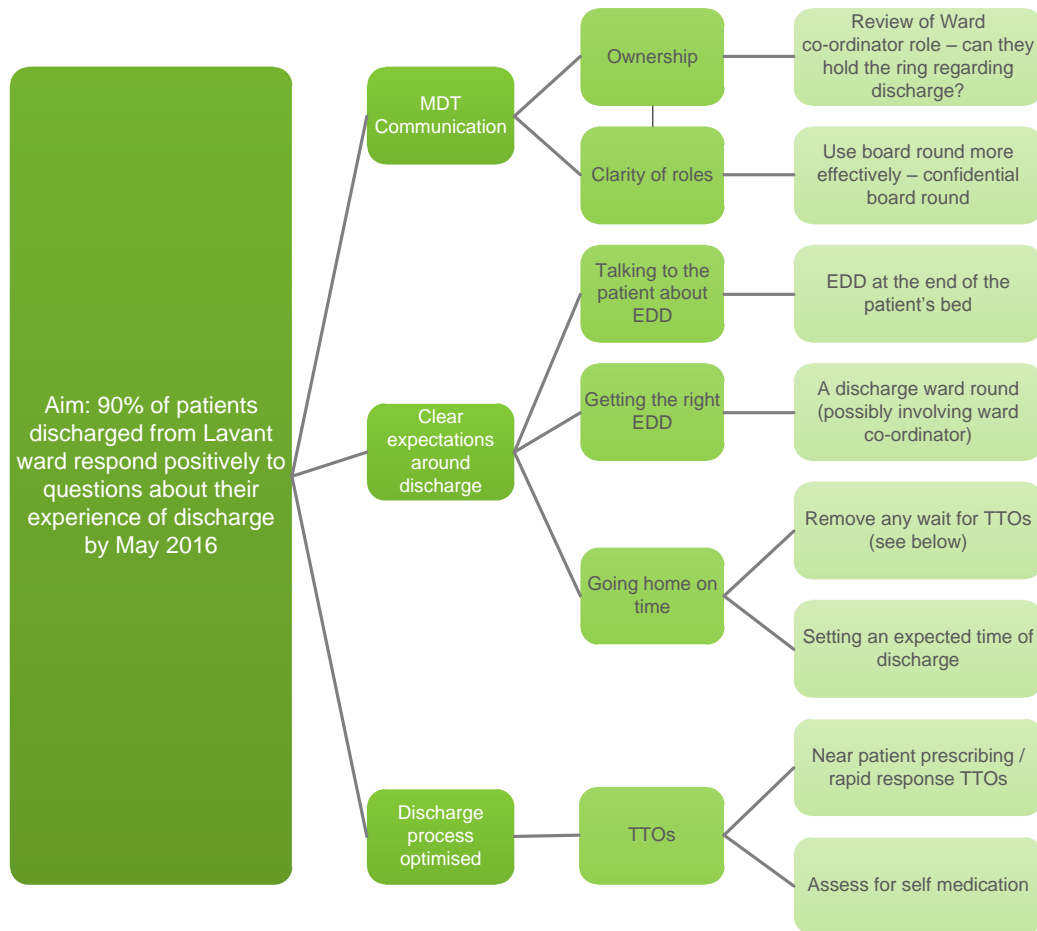 Aim: 90% of patients
discharged from Lavant
ward respond positively to
questions about their
experience of discharge
by May 2016
MDT
Communication
Ownership
Review of Ward
co-ordinator role – can they
hold the ring regarding
discharge?
Clarity of roles
Use board round more
effectively – confidential
board round
Clear
expectations
around
discharge
Talking to the
patient about
EDD
EDD at the end of the
patient’s bed
Getting the right
EDD
A discharge ward round
(possibly involving ward
co-ordinator)
Going home on
time
Remove any wait for TTOs
(see below)
Setting an expected time of
discharge
Discharge
process
optimised
TTOs
Near patient prescribing /
rapid response TTOs
Assess for self medication